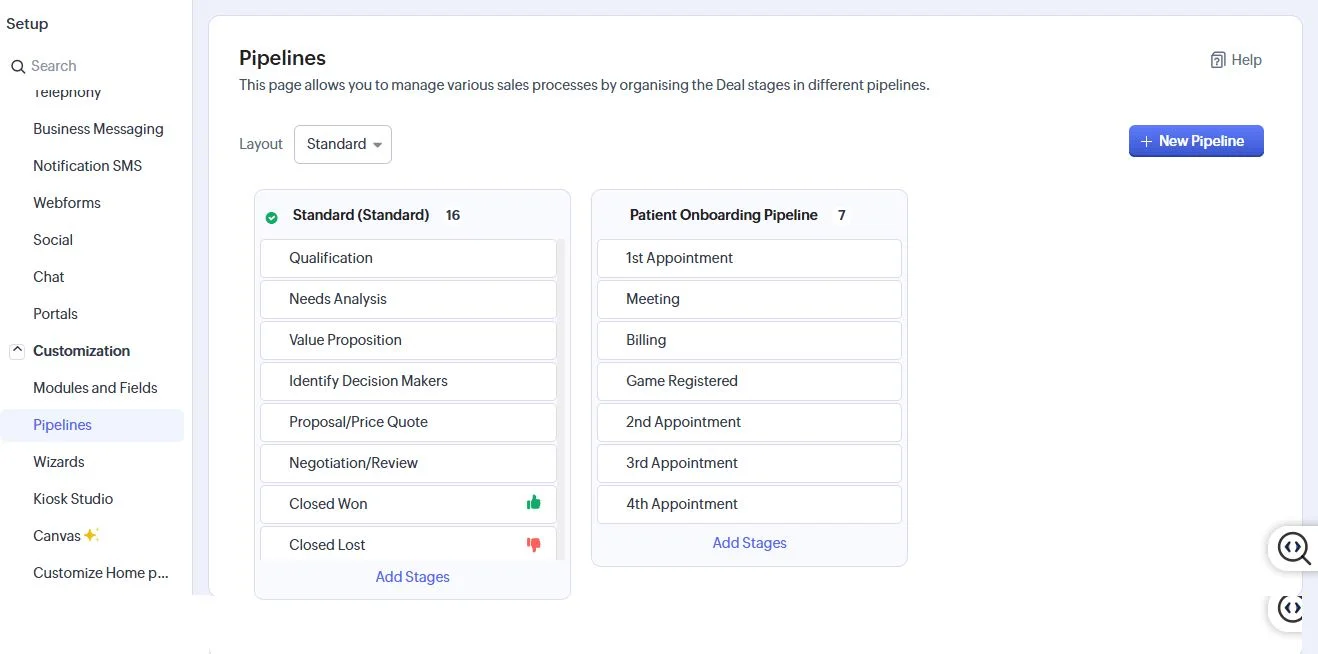 Setup
Search
Telephony
Business Messaging
Notification SMS
Webforms
Social
Chat
Portals
Customization
Modules and Fields
Pipelines
Wizards
Kiosk Studio
Canvas
Customize Home p...
Pipelines
Help
This page allows you to manage various sales processes by organising the Deal stages in different pipelines.
Layout Standard
+ New Pipeline
Standard (Standard) 16
Qualification
Needs Analysis
Value Proposition
Identify Decision Makers
Proposal/Price Quote
Negotiation/Review
Closed Won
Closed Lost
Add Stages
Patient Onboarding Pipeline 7
1st Appointment
Meeting
Billing
Game Registered
2nd Appointment
3rd Appointment
4th Appointment
Add Stages